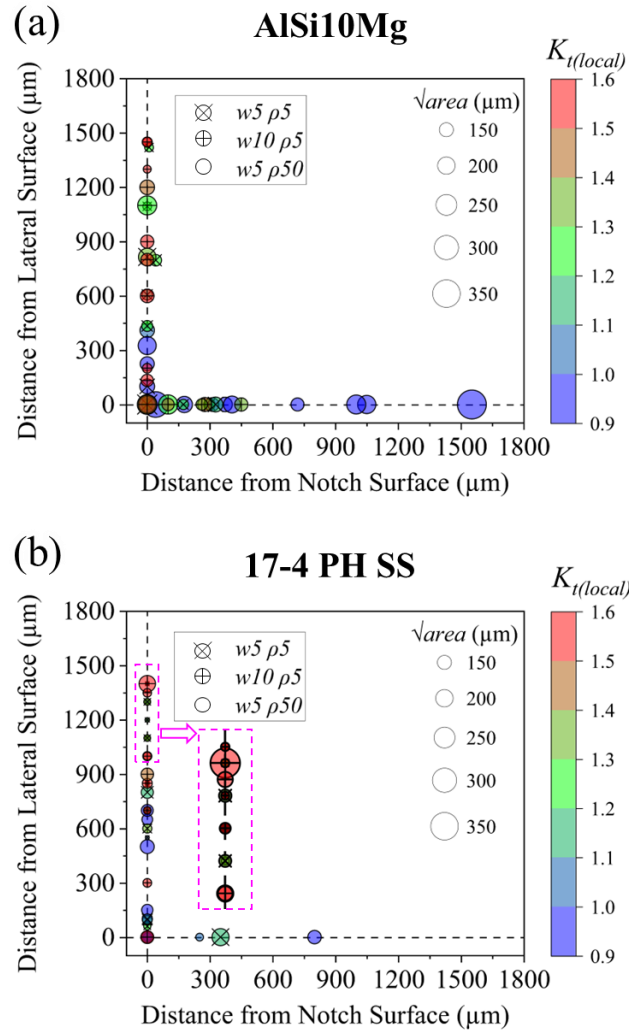 (a)
AlSi10Mg
K_t(local)
Distance from Lateral Surface (µm)
1800
1500
1200
900
600
300
0
w5 ρ5
w10 ρ5
w5 ρ50
√area (µm)
150
200
250
300
350
1.6
1.5
1.4
1.3
1.2
1.1
1.0
0.9
0 300 600 900 1200 1500 1800
Distance from Notch Surface (µm)
(b)
17-4 PH SS
K_t(local)
Distance from Lateral Surface (µm)
1800
1500
1200
900
600
300
0
w5 ρ5
w10 ρ5
w5 ρ50
√area (µm)
150
200
250
300
350
1.6
1.5
1.4
1.3
1.2
1.1
1.0
0.9
0 300 600 900 1200 1500 1800
Distance from Notch Surface (µm)